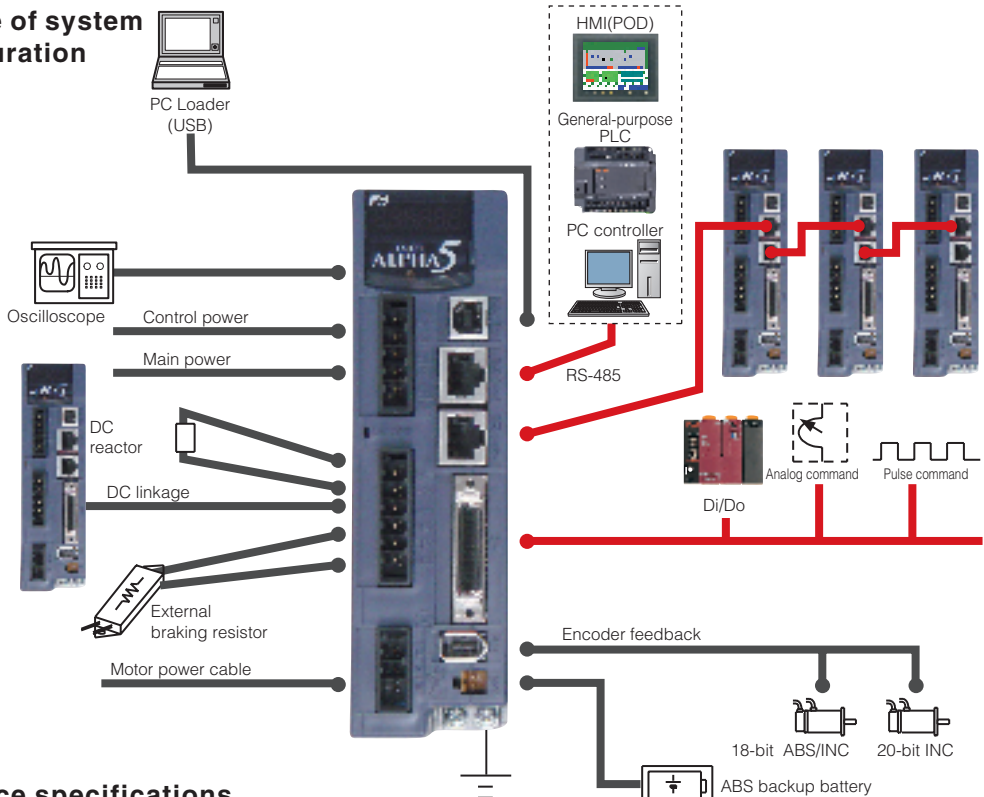 e of system
uration
PC Loader
(USB)
HMI(POD)
General-purpose
PLC
PC controller
RS-485
ALPHA5
Oscilloscope
Control power
Main power
DC
reactor
DC linkage
External
braking resistor
Motor power cable
Di/Do
Analog command
Pulse command
Encoder feedback
18-bit ABS/INC
20-bit INC
ABS backup battery
ce specifications